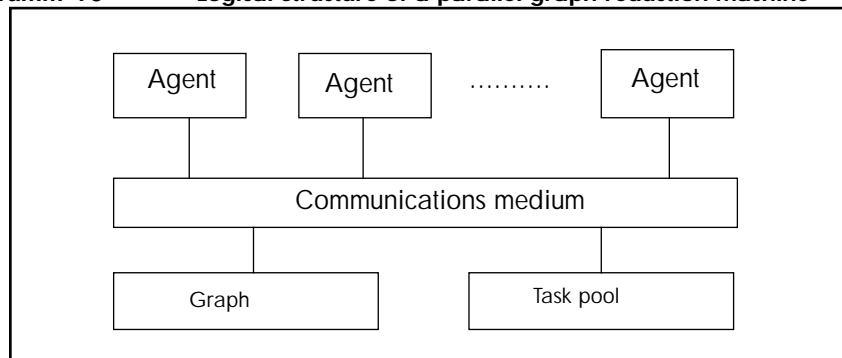 Logical structure of a parallel graph reduction machine
Agent Agent .......... Agent
Communications medium
Graph Task pool